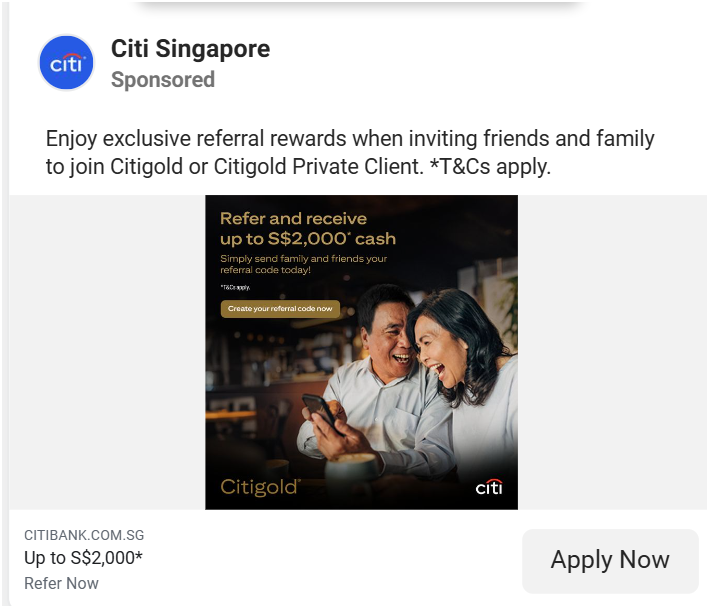 citi
Citi Singapore
Sponsored
Enjoy exclusive referral rewards when inviting friends and family
to join Citigold or Citigold Private Client. *T&Cs apply.
Refer and receive
up to S$2,000* cash
Simply send family and friends your
referral code today!
*T&Cs apply.
Create your referral code now
Citigold®
citi
CITIBANK.COM.SG
Up to S$2,000*
Refer Now
Apply Now